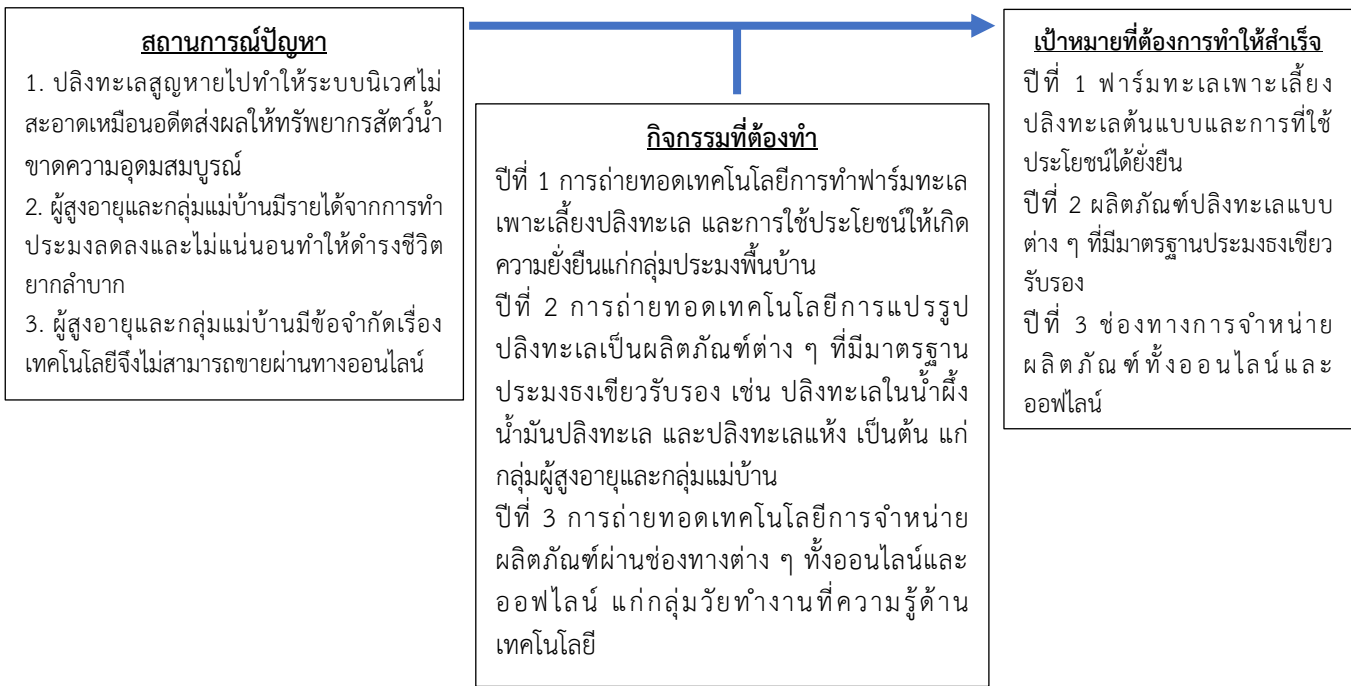 สถานการณ์ปัญหา
1. ปลิงทะเลสูญหายไปทำให้ระบบนิเวศไม่
สะอาดเหมือนอดีตส่งผลให้ทรัพยากรสัตว์น้ำ
ขาดความอุดมสมบูรณ์
2. ผู้สูงอายุและกลุ่มแม่บ้านมีรายได้จากการทำ
ประมงลดลงและไม่แน่นอนทำให้ดำรงชีวิต
ยากลำบาก
3. ผู้สูงอายุและกลุ่มแม่บ้านมีข้อจำกัดเรื่อง
เทคโนโลยีจึงไม่สามารถขายผ่านทางออนไลน์
กิจกรรมที่ต้องทำ
ปีที่ 1 การถ่ายทอดเทคโนโลยีการทำฟาร์มทะเล
เพาะเลี้ยงปลิงทะเล และการใช้ประโยชน์ให้เกิด
ความยั่งยืนแก่กลุ่มประมงพื้นบ้าน
ปีที่ 2 การถ่ายทอดเทคโนโลยีการแปรรูป
ปลิงทะเลเป็นผลิตภัณฑ์ต่าง ๆ ที่มีมาตรฐาน
ประมงธงเขียวรับรอง เช่น ปลิงทะเลในน้ำผึ้ง
น้ำมันปลิงทะเล และปลิงทะเลแห้ง เป็นต้น แก่
กลุ่มผู้สูงอายุและกลุ่มแม่บ้าน
ปีที่ 3 การถ่ายทอดเทคโนโลยีการจำหน่าย
ผลิตภัณฑ์ผ่านช่องทางต่าง ๆ ทั้งออนไลน์และ
ออฟไลน์ แก่กลุ่มวัยทำงานที่ความรู้ด้าน
เทคโนโลยี
เป้าหมายที่ต้องการทำให้สำเร็จ
ปีที่ 1 ฟาร์มทะเลเพาะเลี้ยง
ปลิงทะเลต้นแบบและการที่ใช้
ประโยชน์ได้ยั่งยืน
ปีที่ 2 ผลิตภัณฑ์ปลิงทะเลแบบ
ต่าง ๆ ที่มีมาตรฐานประมงธงเขียว
รับรอง
ปีที่ 3 ช่องทางการจำหน่าย
ผลิตภัณฑ์ทั้งออนไลน์และ
ออฟไลน์